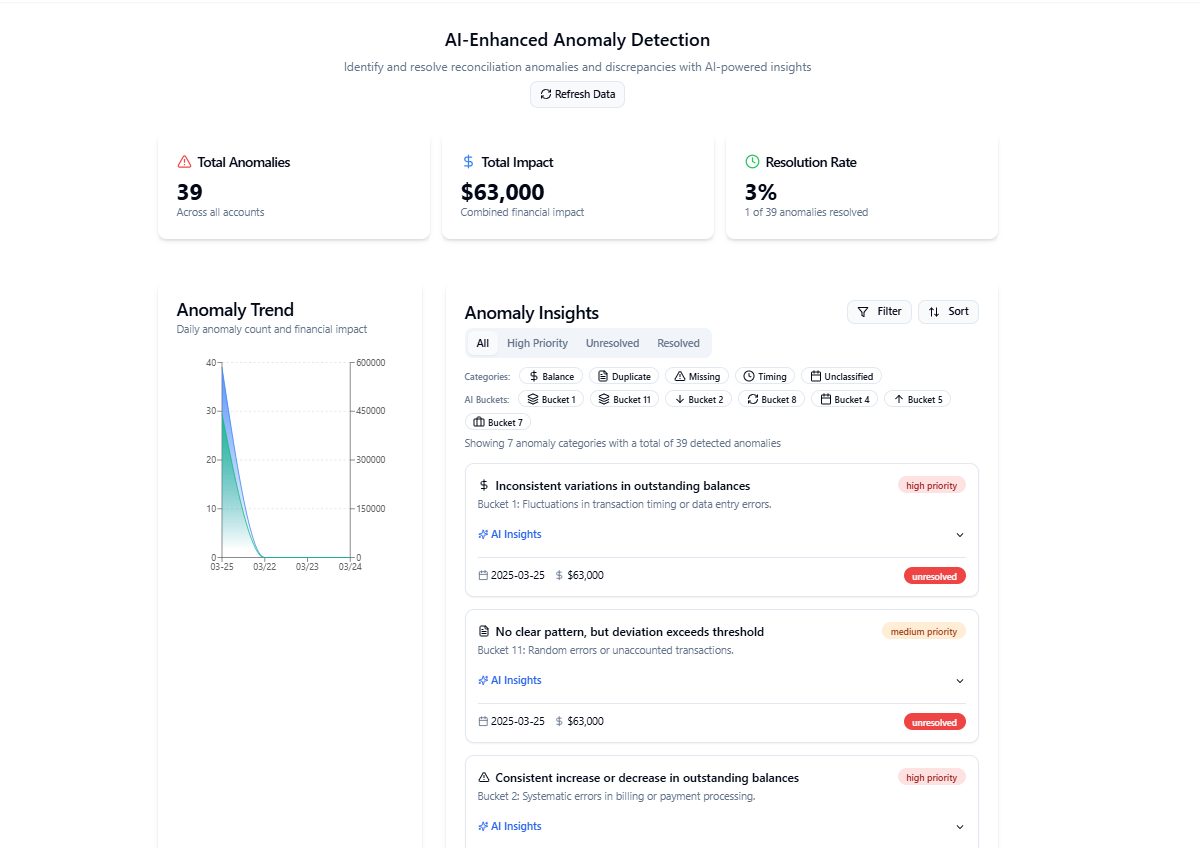 AI-Enhanced Anomaly Detection
Identify and resolve reconciliation anomalies and discrepancies with AI-powered insights
Refresh Data
Total Anomalies
39
Across all accounts
Total Impact
$63,000
Combined financial impact
Resolution Rate
3%
1 of 39 anomalies resolved
Anomaly Trend
Daily anomaly count and financial impact
40
30
20
10
0
600000
450000
300000
150000
0
03-25 03/22 03/23 03/24
Anomaly Insights
Filter Sort
All High Priority Unresolved Resolved
Categories: Balance Duplicate Missing Timing Unclassified
AI Buckets: Bucket 1 Bucket 11 Bucket 2 Bucket 8 Bucket 4 Bucket 5
Bucket 7
Showing 7 anomaly categories with a total of 39 detected anomalies
Inconsistent variations in outstanding balances high priority
Bucket 1: Fluctuations in transaction timing or data entry errors.
AI Insights
2025-03-25 $ $63,000 unresolved
No clear pattern, but deviation exceeds threshold medium priority
Bucket 11: Random errors or unaccounted transactions.
AI Insights
2025-03-25 $ $63,000 unresolved
Consistent increase or decrease in outstanding balances high priority
Bucket 2: Systematic errors in billing or payment processing.
AI Insights